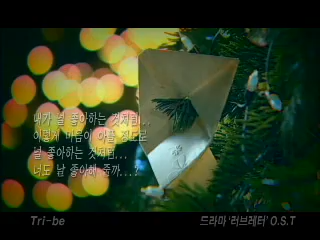 내가 널 좋아하는 것처럼...
이렇게 마음이 아플 정도로
널 좋아하는 것처럼...
너도 날 좋아해 줄까...?
Tri-be
드라마 '러브레터' O.S.T